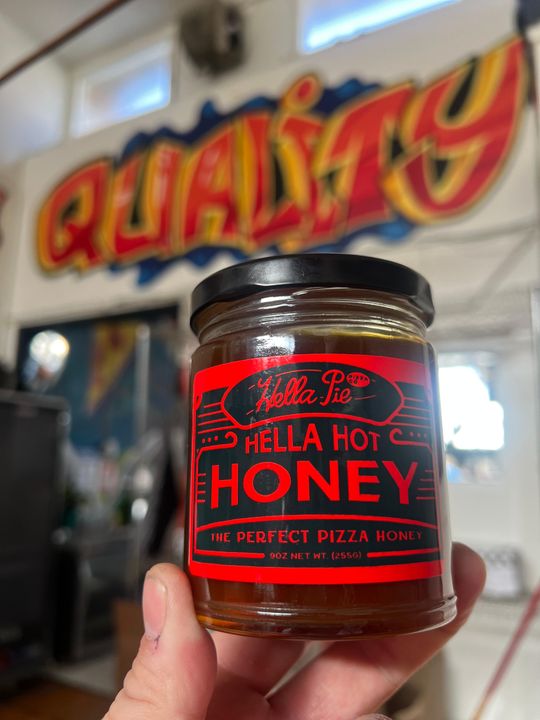 QUALITY
Hella Pie
HELLA HOT
HONEY
THE PERFECT PIZZA HONEY
9OZ NET WT. (255G)